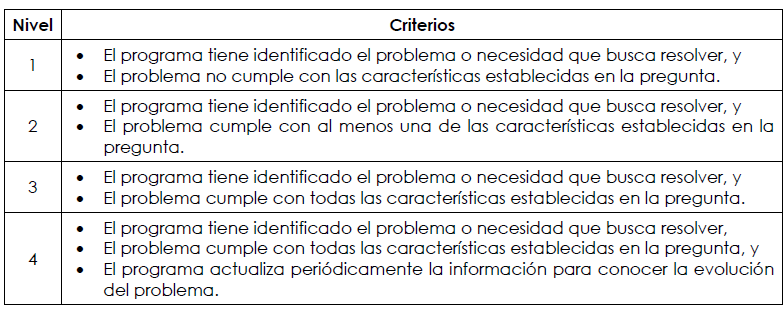 Nivel Criterios
1
• El programa tiene identificado el problema o necesidad que busca resolver, y
• El problema no cumple con las características establecidas en la pregunta.
2
• El programa tiene identificado el problema o necesidad que busca resolver, y
• El problema cumple con al menos una de las características establecidas en la
pregunta.
3
• El programa tiene identificado el problema o necesidad que busca resolver, y
• El problema cumple con todas las características establecidas en la pregunta.
4
• El programa tiene identificado el problema o necesidad que busca resolver,
• El problema cumple con todas las características establecidas en la pregunta, y
• El programa actualiza periódicamente la información para conocer la evolución
del problema.